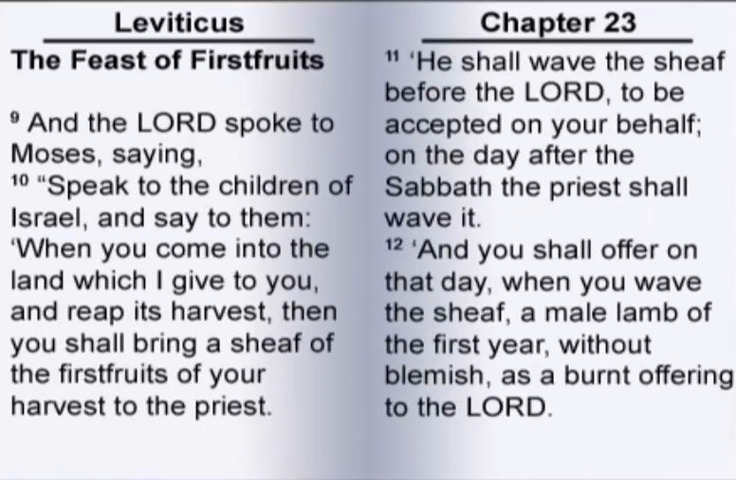 Leviticus
The Feast of Firstfruits
⁹ And the LORD spoke to
Moses, saying,
¹⁰ “Speak to the children of
Israel, and say to them:
‘When you come into the
land which I give to you,
and reap its harvest, then
you shall bring a sheaf of
the firstfruits of your
harvest to the priest.
Chapter 23
¹¹ ‘He shall wave the sheaf
before the LORD, to be
accepted on your behalf;
on the day after the
Sabbath the priest shall
wave it.
¹² ‘And you shall offer on
that day, when you wave
the sheaf, a male lamb of
the first year, without
blemish, as a burnt offering
to the LORD.